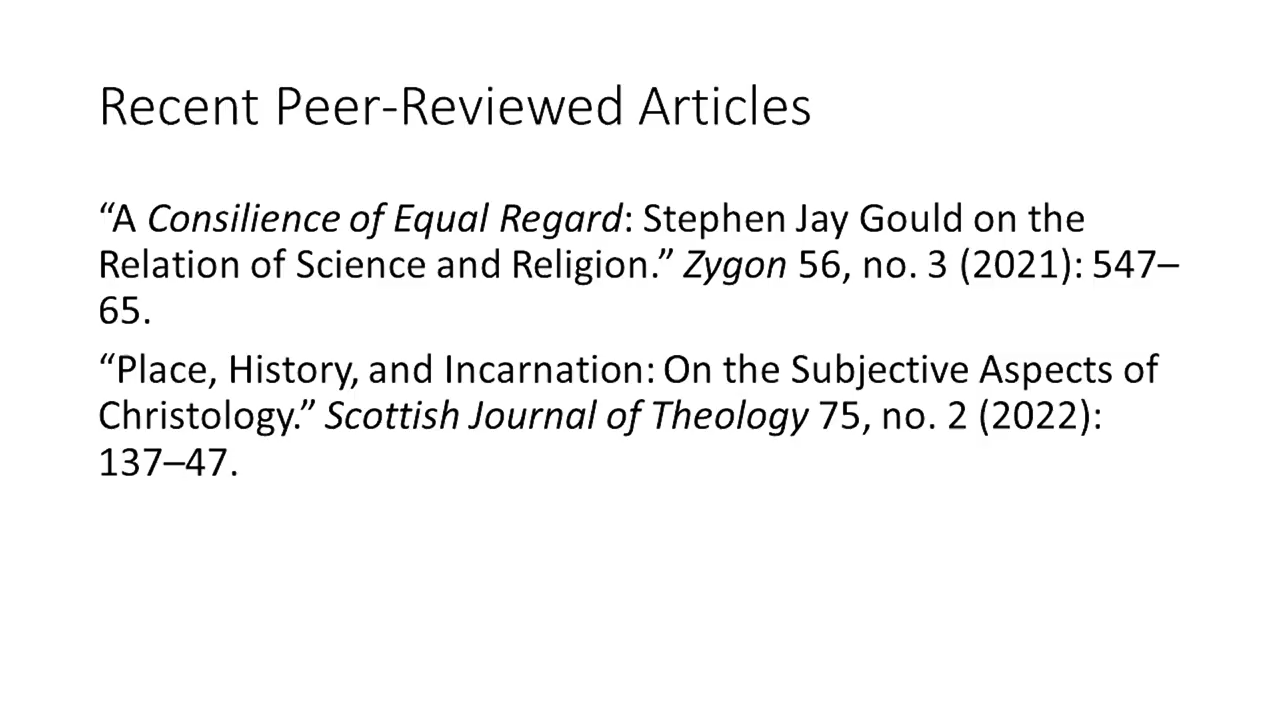 Recent Peer-Reviewed Articles
“A Consilience of Equal Regard: Stephen Jay Gould on the
Relation of Science and Religion.” Zygon 56, no. 3 (2021): 547–
65.
“Place, History, and Incarnation: On the Subjective Aspects of
Christology.” Scottish Journal of Theology 75, no. 2 (2022):
137–47.